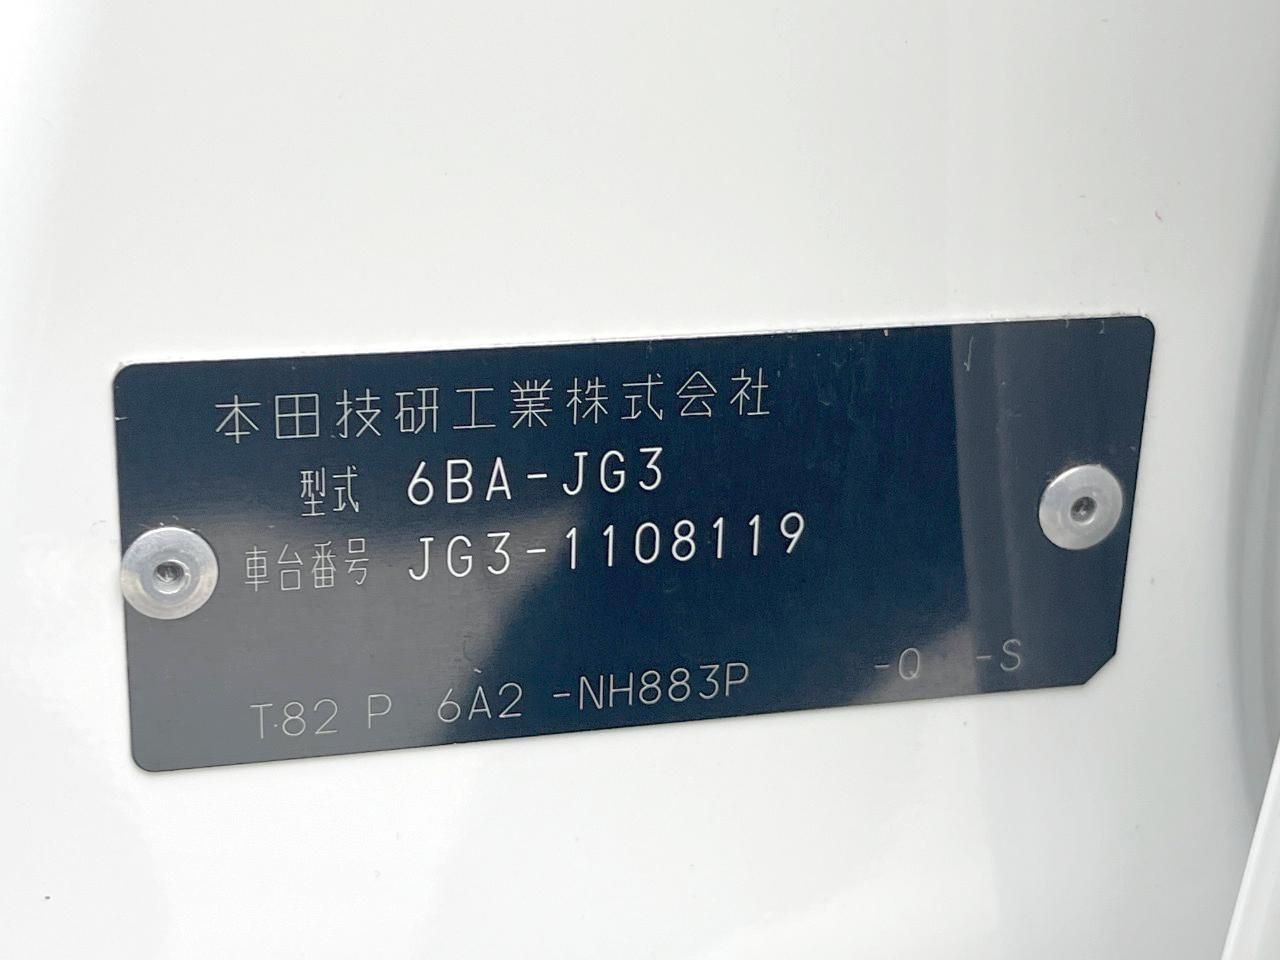 本田技研工業株式会社
型式 6BA-JG3
車台番号 JG3-1108119
T82 P 6A2 -NH883P -Q -S